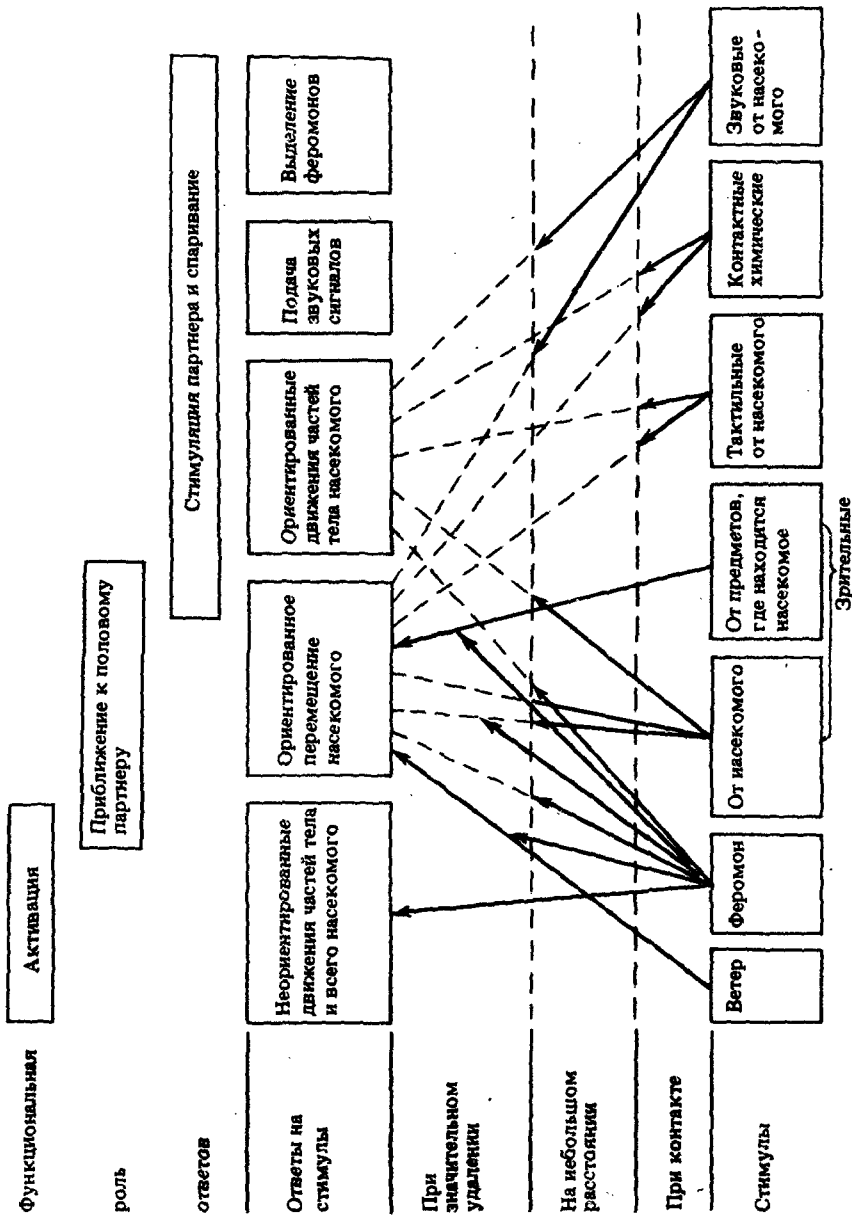 Функциональная
роль
ответов
Активация
Приближение к половому
партнеру
Стимуляция партнера и спаривание
Ответы на
стимулы
Неориентированные
движения частей тела
и всего насекомого
Ориентированное
перемещение
насекомого
Ориентированные
движения частей
тела насекомого
Подача
звуковых
сигналов
Выделение
феромонов
При
значительном
удалении
На небольшом
расстоянии
При контакте
Стимулы
Ветер
Феромон
От насекомого
От предметов,
где находится
насекомое
Зрительные
Тактильные
от насекомого
Контактные
химические
Звуковые
от насеко-
мого